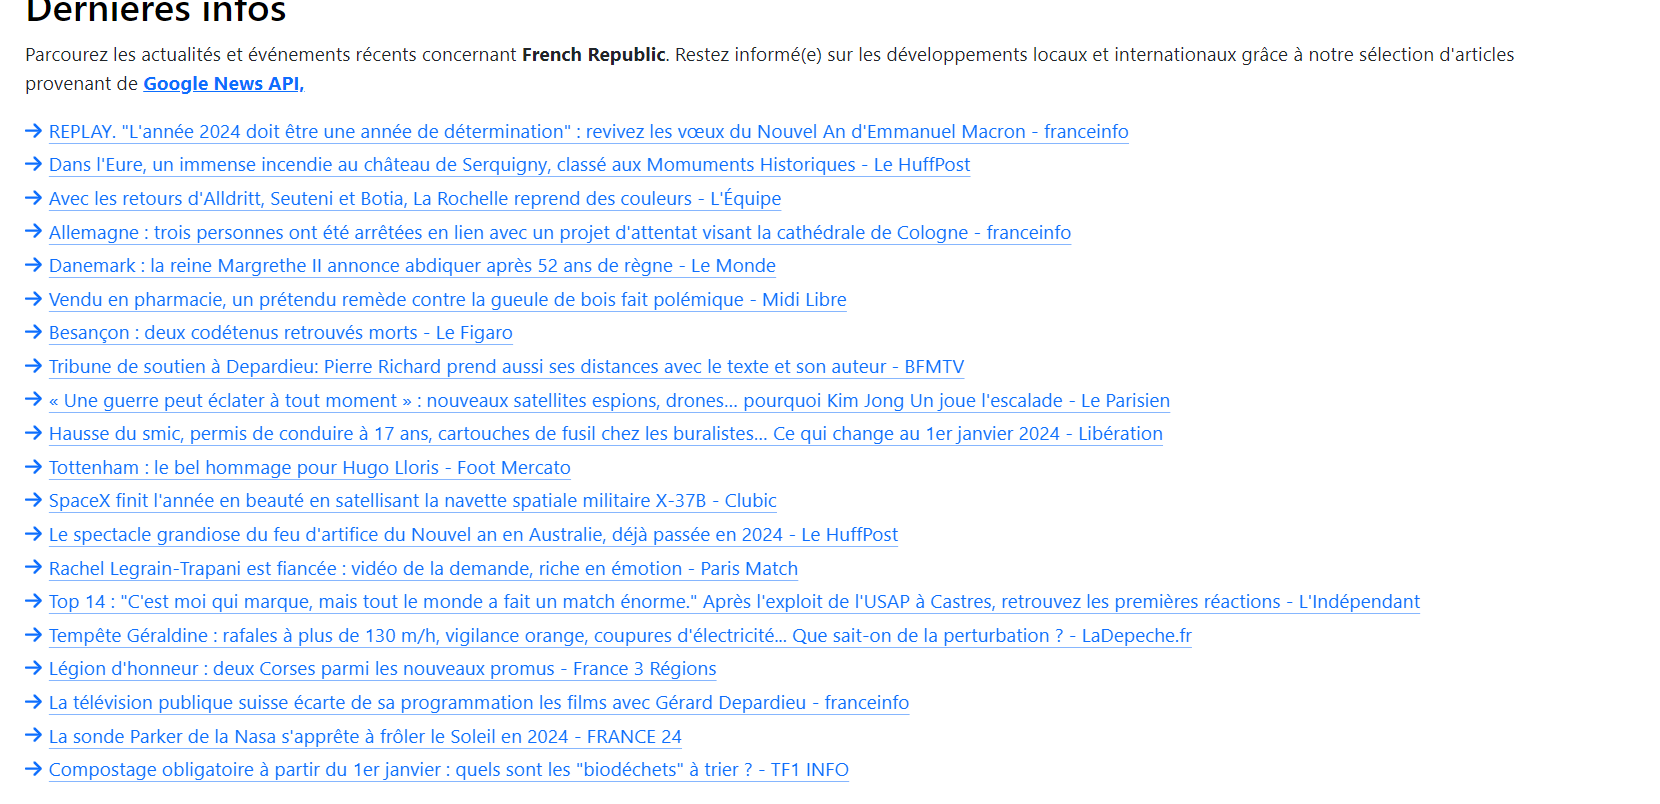 Dernières infos
Parcourez les actualités et événements récents concernant French Republic. Restez informé(e) sur les développements locaux et internationaux grâce à notre sélection d'articles
provenant de Google News API,
→ REPLAY. "L'année 2024 doit être une année de détermination" : revivez les vœux du Nouvel An d'Emmanuel Macron - franceinfo
→ Dans l'Eure, un immense incendie au château de Serquigny, classé aux Momuments Historiques - Le HuffPost
→ Avec les retours d'Alldritt, Seuteni et Botia, La Rochelle reprend des couleurs - L'Équipe
→ Allemagne : trois personnes ont été arrêtées en lien avec un projet d'attentat visant la cathédrale de Cologne - franceinfo
→ Danemark : la reine Margrethe II annonce abdiquer après 52 ans de règne - Le Monde
→ Vendu en pharmacie, un prétendu remède contre la gueule de bois fait polémique - Midi Libre
→ Besançon : deux codétenus retrouvés morts - Le Figaro
→ Tribune de soutien à Depardieu: Pierre Richard prend aussi ses distances avec le texte et son auteur - BFMTV
→ « Une guerre peut éclater à tout moment » : nouveaux satellites espions, drones… pourquoi Kim Jong Un joue l'escalade - Le Parisien
→ Hausse du smic, permis de conduire à 17 ans, cartouches de fusil chez les buralistes… Ce qui change au 1er janvier 2024 - Libération
→ Tottenham : le bel hommage pour Hugo Lloris - Foot Mercato
→ SpaceX finit l'année en beauté en satellisant la navette spatiale militaire X-37B - Clubic
→ Le spectacle grandiose du feu d'artifice du Nouvel an en Australie, déjà passée en 2024 - Le HuffPost
→ Rachel Legrain-Trapani est fiancée : vidéo de la demande, riche en émotion - Paris Match
→ Top 14 : "C'est moi qui marque, mais tout le monde a fait un match énorme." Après l'exploit de l'USAP à Castres, retrouvez les premières réactions - L'Indépendant
→ Tempête Géraldine : rafales à plus de 130 m/h, vigilance orange, coupures d'électricité... Que sait-on de la perturbation ? - LaDepeche.fr
→ Légion d'honneur : deux Corses parmi les nouveaux promus - France 3 Régions
→ La télévision publique suisse écarte de sa programmation les films avec Gérard Depardieu - franceinfo
→ La sonde Parker de la Nasa s'apprête à frôler le Soleil en 2024 - FRANCE 24
→ Compostage obligatoire à partir du 1er janvier : quels sont les "biodéchets" à trier ? - TF1 INFO